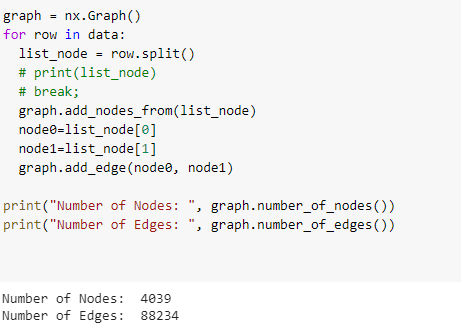 graph = nx.Graph()
for row in data:
  list_node = row.split()
  # print(list_node)
  # break;
  graph.add_nodes_from(list_node)
  node0=list_node[0]
  node1=list_node[1]
  graph.add_edge(node0, node1)

print("Number of Nodes: ", graph.number_of_nodes())
print("Number of Edges: ", graph.number_of_edges())

Number of Nodes:  4039
Number of Edges:  88234